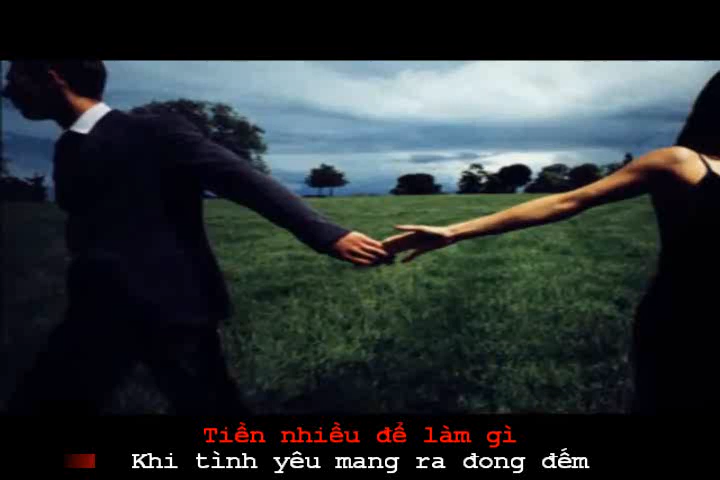 Tiền nhiều để làm gì
Khi tình yêu mang ra đong đếm